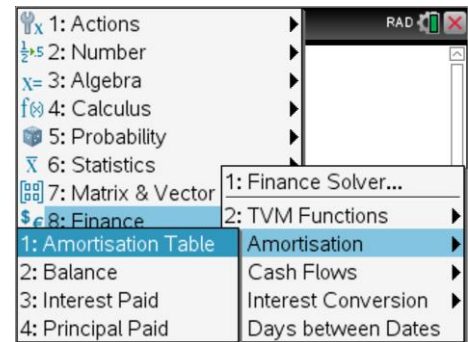 1: Actions
RAD
2: Number
3: Algebra
4: Calculus
5: Probability
6: Statistics
7: Matrix & Vector
8: Finance
1: Finance Solver...
2: TVM Functions
Amortisation
Cash Flows
Interest Conversion
Days between Dates
1: Amortisation Table
2: Balance
3: Interest Paid
4: Principal Paid